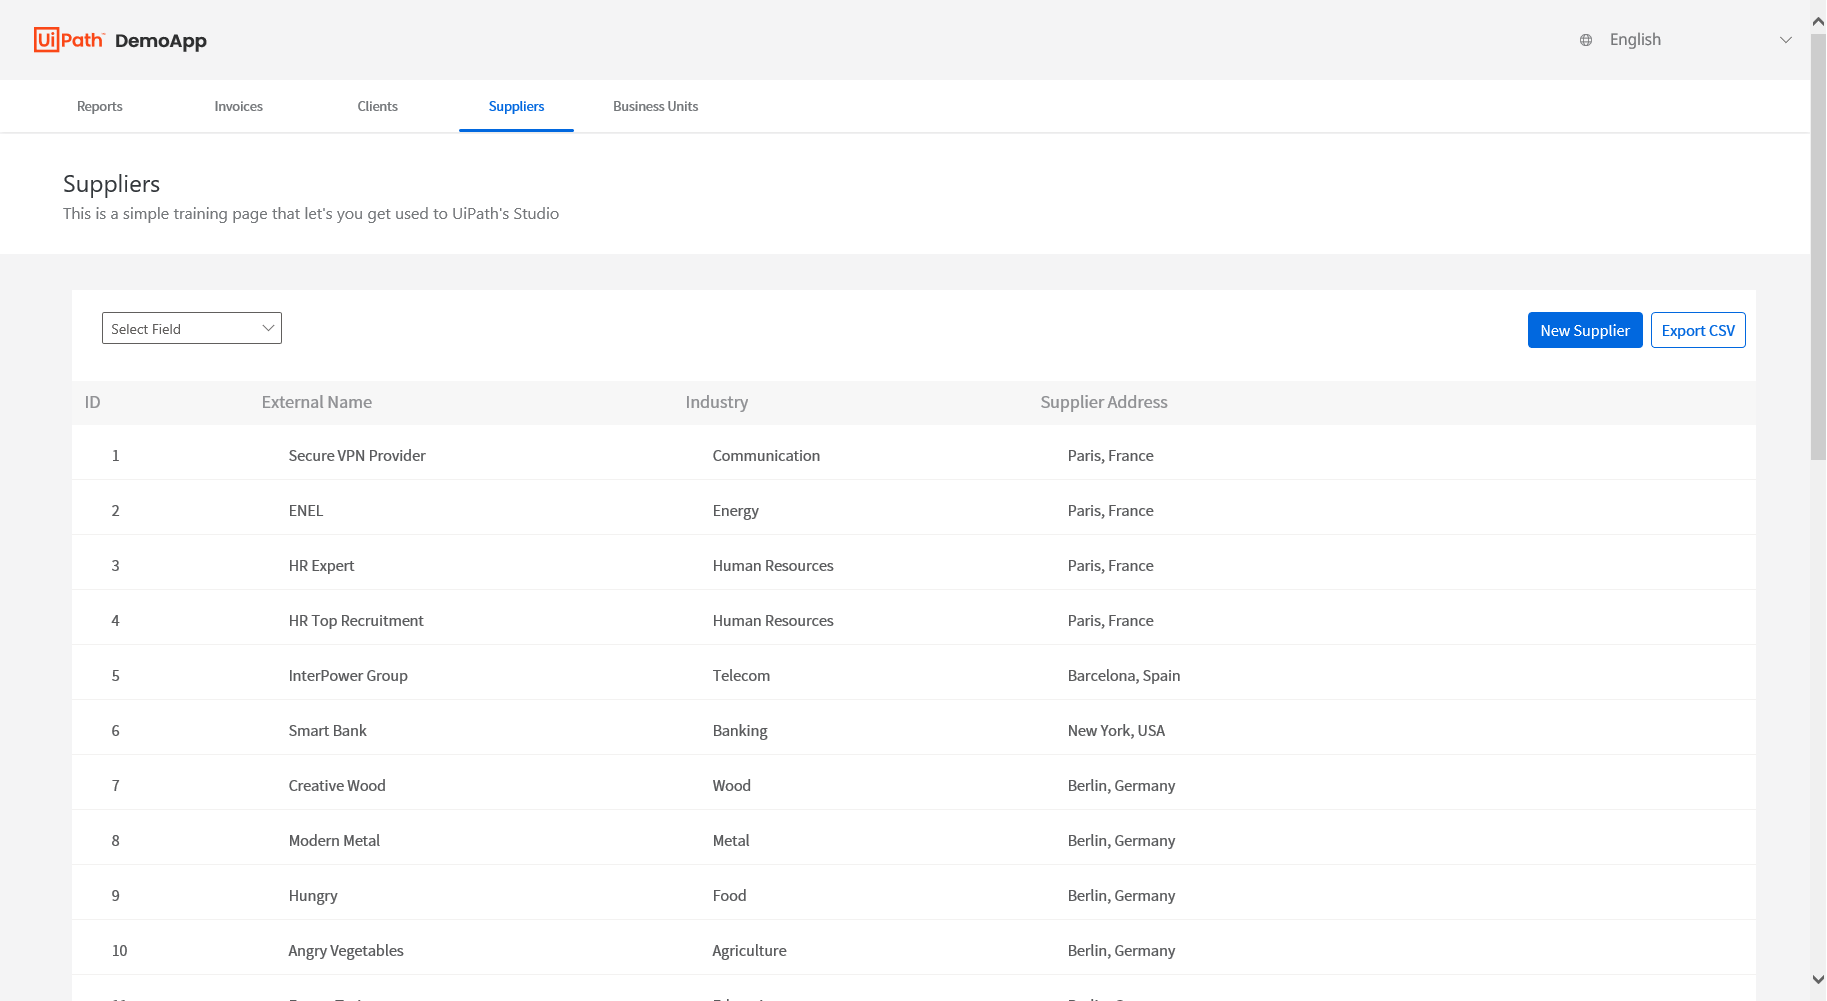 UiPath™ DemoApp
English
Reports Invoices Clients Suppliers Business Units
Suppliers
This is a simple training page that let's you get used to UiPath's Studio
Select Field New Supplier Export CSV
ID External Name Industry Supplier Address
1 Secure VPN Provider Communication Paris, France
2 ENEL Energy Paris, France
3 HR Expert Human Resources Paris, France
4 HR Top Recruitment Human Resources Paris, France
5 InterPower Group Telecom Barcelona, Spain
6 Smart Bank Banking New York, USA
7 Creative Wood Wood Berlin, Germany
8 Modern Metal Metal Berlin, Germany
9 Hungry Food Berlin, Germany
10 Angry Vegetables Agriculture Berlin, Germany